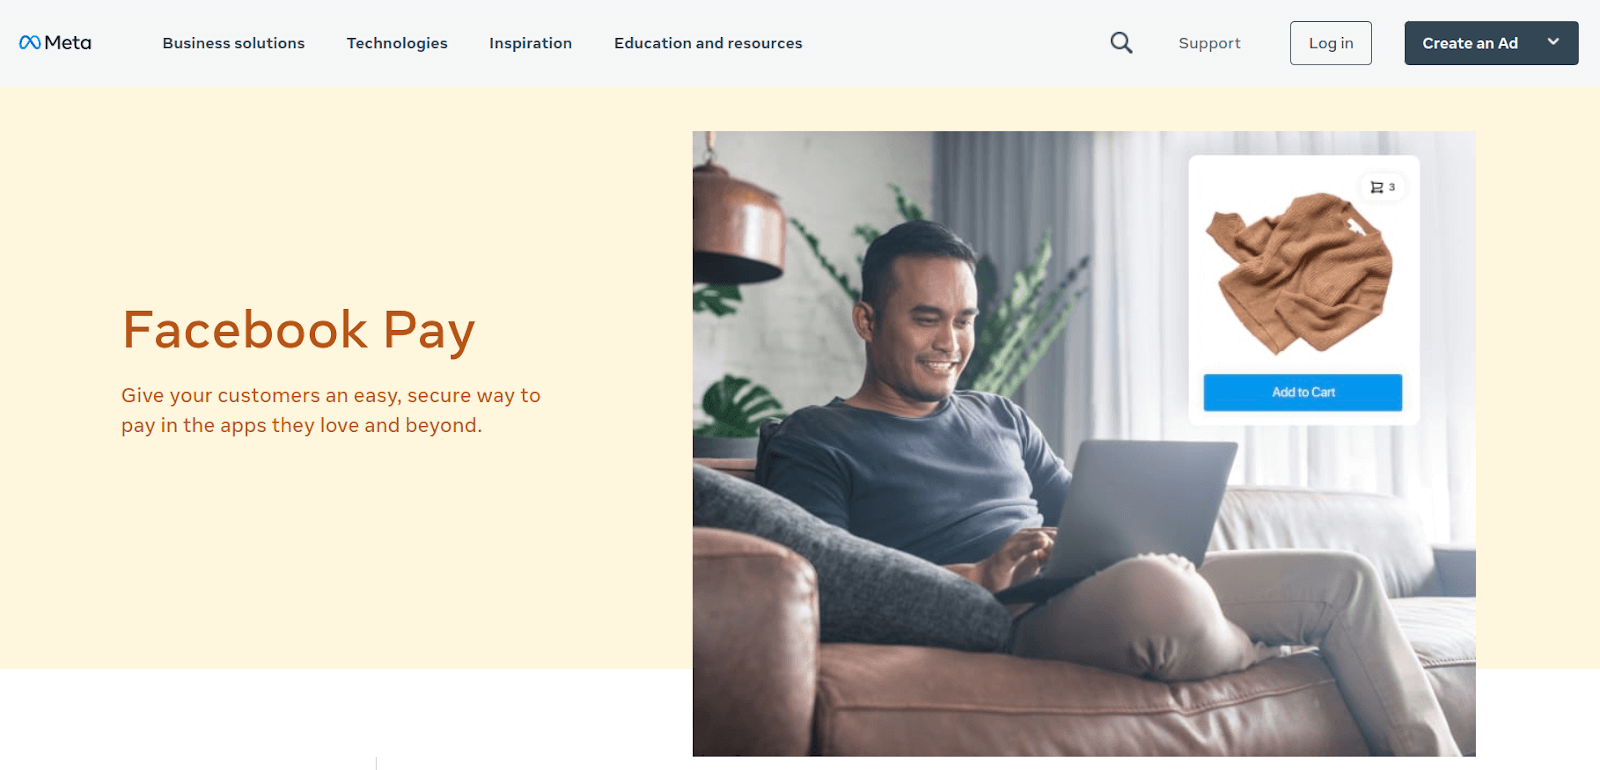 Meta
Business solutions
Technologies
Inspiration
Education and resources
Support
Log in
Create an Ad
3
Facebook Pay
Give your customers an easy, secure way to
pay in the apps they love and beyond.
Add to Cart